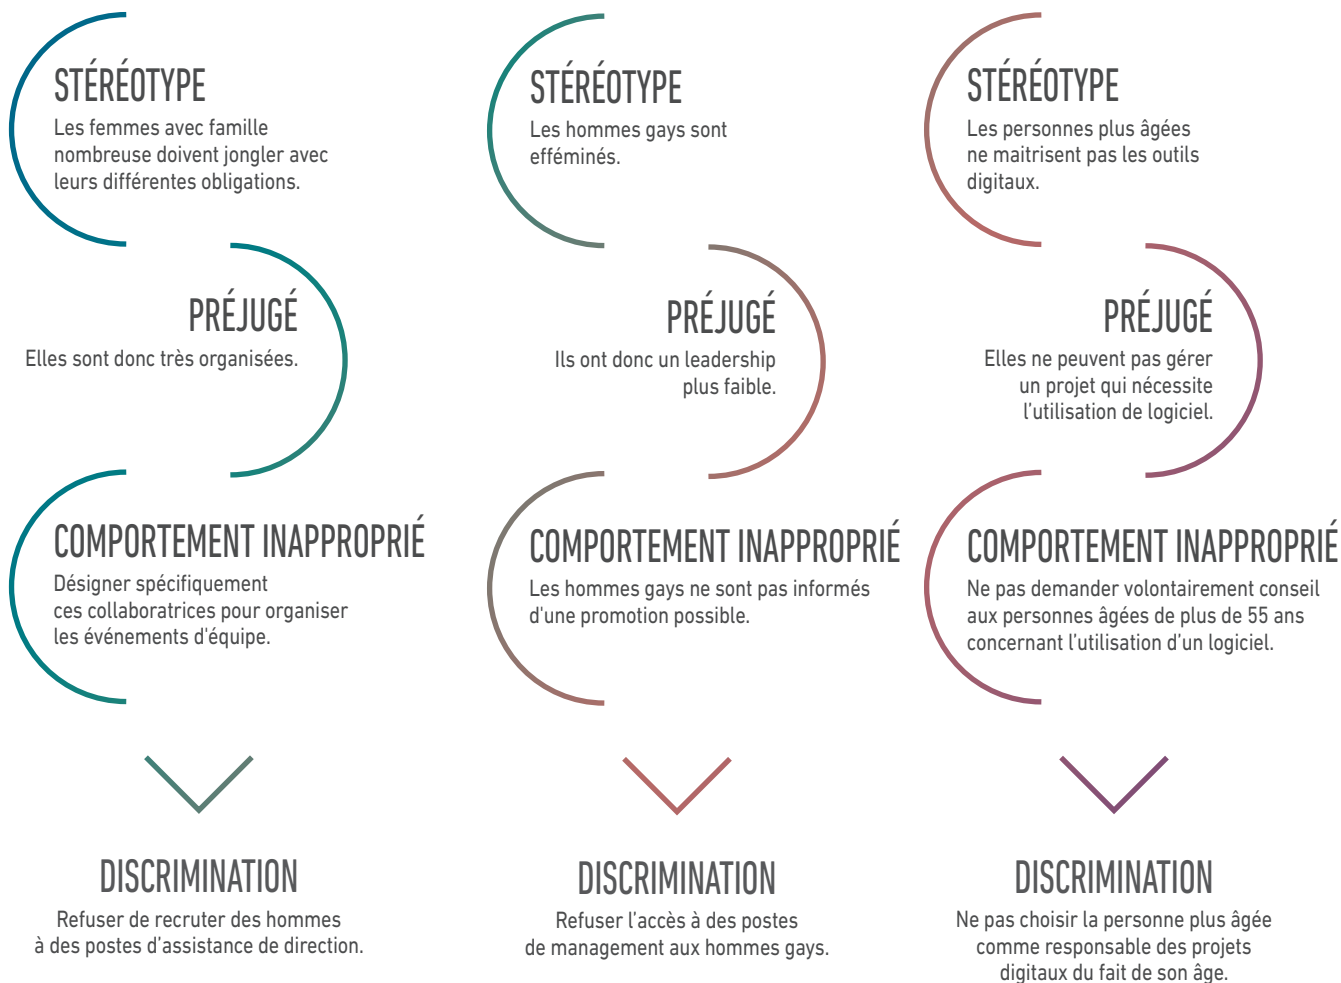 STÉRÉOTYPE
Les femmes avec famille
nombreuse doivent jongler avec
leurs différentes obligations.
PRÉJUGÉ
Elles sont donc très organisées.
COMPORTEMENT INAPPROPRIÉ
Désigner spécifiquement
ces collaboratrices pour organiser
les événements d'équipe.
DISCRIMINATION
Refuser de recruter des hommes
à des postes d’assistance de direction.
STÉRÉOTYPE
Les hommes gays sont
efféminés.
PRÉJUGÉ
Ils ont donc un leadership
plus faible.
COMPORTEMENT INAPPROPRIÉ
Les hommes gays ne sont pas informés
d'une promotion possible.
DISCRIMINATION
Refuser l’accès à des postes
de management aux hommes gays.
STÉRÉOTYPE
Les personnes plus âgées
ne maitrisent pas les outils
digitaux.
PRÉJUGÉ
Elles ne peuvent pas gérer
un projet qui nécessite
l’utilisation de logiciel.
COMPORTEMENT INAPPROPRIÉ
Ne pas demander volontairement conseil
aux personnes âgées de plus de 55 ans
concernant l’utilisation d’un logiciel.
DISCRIMINATION
Ne pas choisir la personne plus âgée
comme responsable des projets
digitaux du fait de son âge.